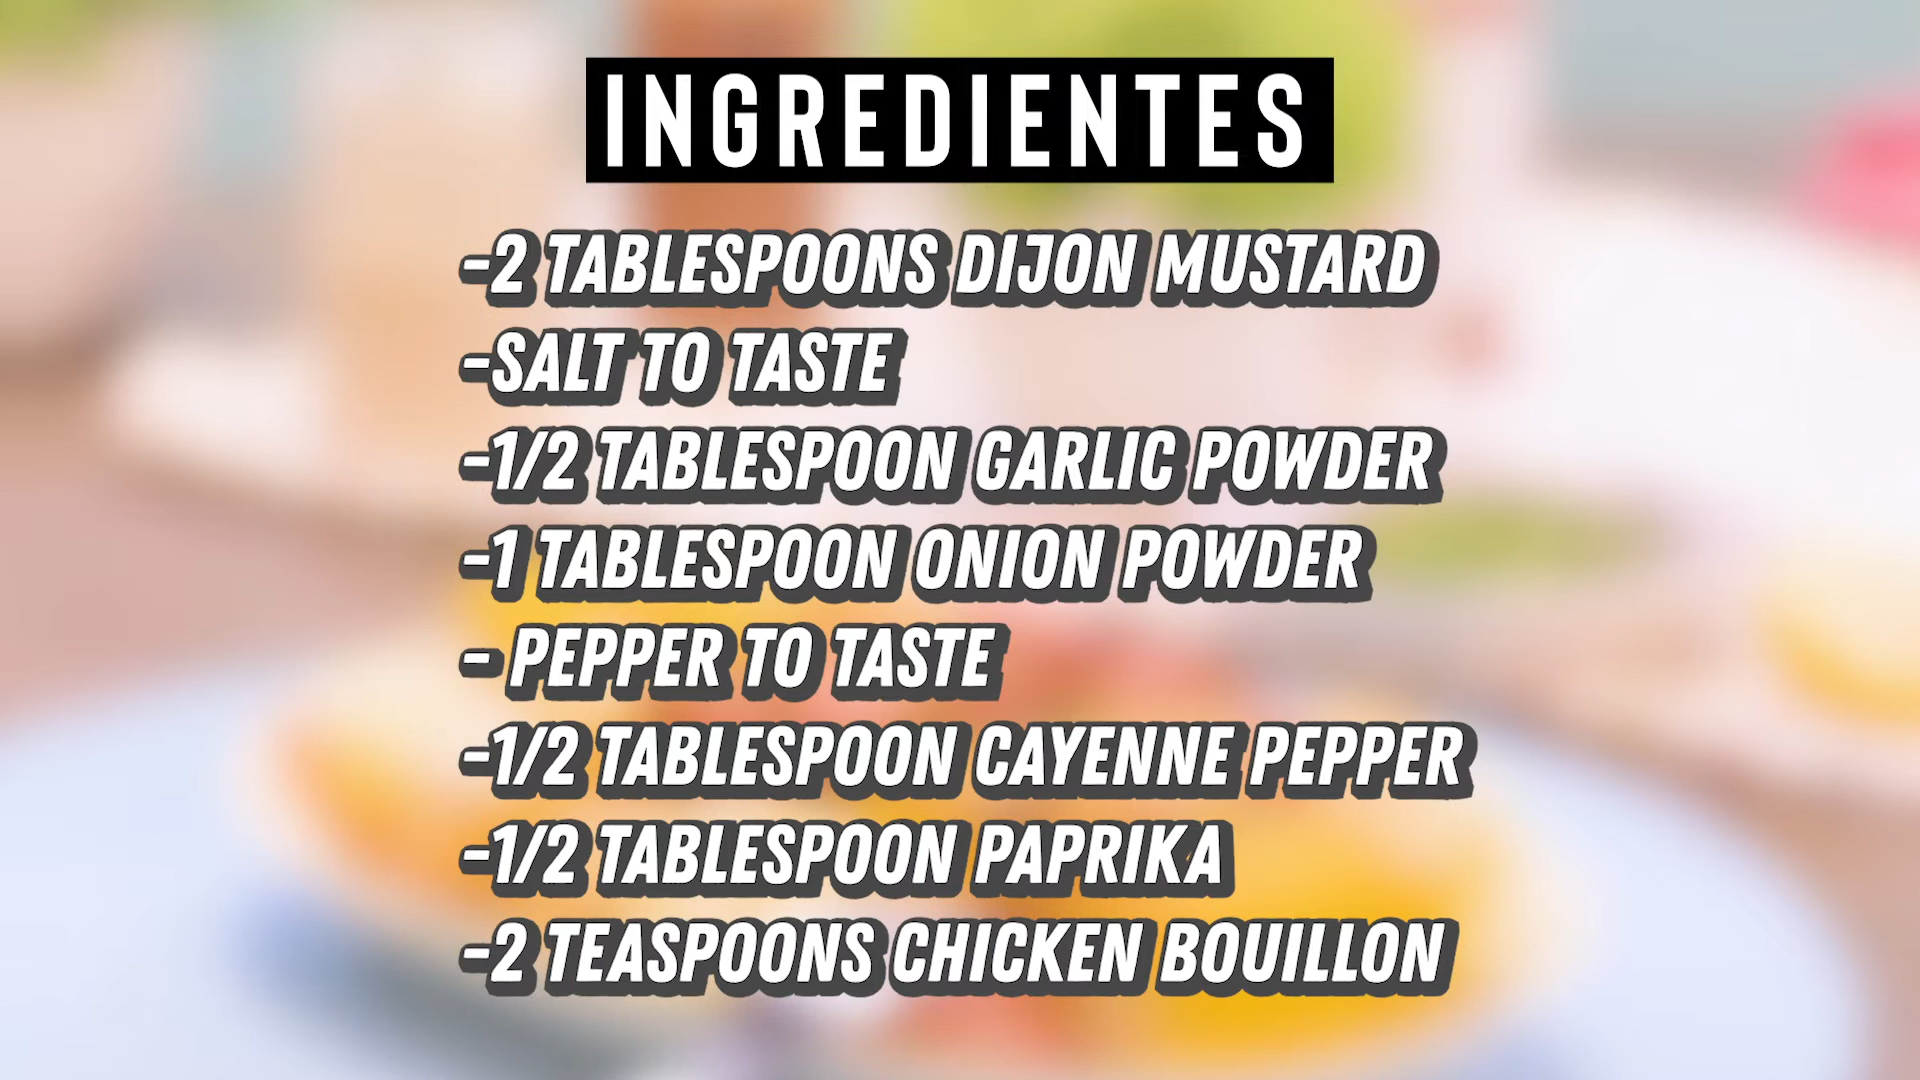 INGREDIENTES
-2 TABLESPOONS DIJON MUSTARD
-SALT TO TASTE
-1/2 TABLESPOON GARLIC POWDER
-1 TABLESPOON ONION POWDER
- PEPPER TO TASTE
-1/2 TABLESPOON CAYENNE PEPPER
-1/2 TABLESPOON PAPRIKA
-2 TEASPOONS CHICKEN BOUILLON